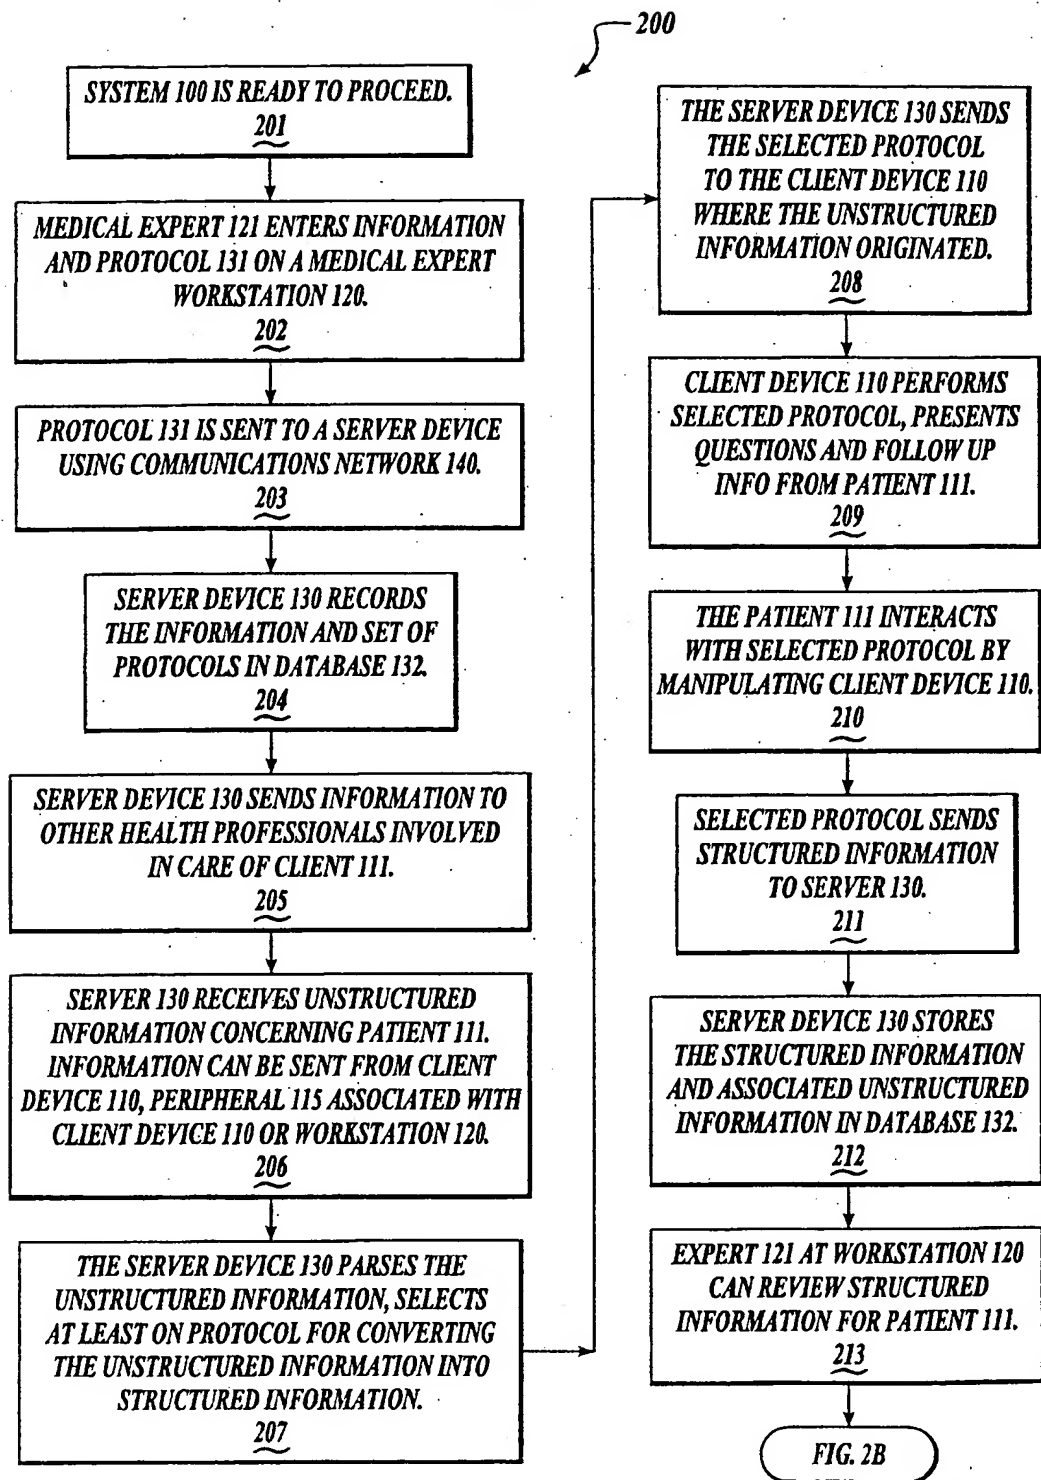 200
SYSTEM 100 IS READY TO PROCEED.
201
MEDICAL EXPERT 121 ENTERS INFORMATION
AND PROTOCOL 131 ON A MEDICAL EXPERT
WORKSTATION 120.
202
PROTOCOL 131 IS SENT TO A SERVER DEVICE
USING COMMUNICATIONS NETWORK 140.
203
SERVER DEVICE 130 RECORDS
THE INFORMATION AND SET OF
PROTOCOLS IN DATABASE 132.
204
SERVER DEVICE 130 SENDS INFORMATION TO
OTHER HEALTH PROFESSIONALS INVOLVED
IN CARE OF CLIENT 111.
205
SERVER 130 RECEIVES UNSTRUCTURED
INFORMATION CONCERNING PATIENT 111.
INFORMATION CAN BE SENT FROM CLIENT
DEVICE 110, PERIPHERAL 115 ASSOCIATED WITH
CLIENT DEVICE 110 OR WORKSTATION 120.
206
THE SERVER DEVICE 130 PARSES THE
UNSTRUCTURED INFORMATION, SELECTS
AT LEAST ON PROTOCOL FOR CONVERTING
THE UNSTRUCTURED INFORMATION INTO
STRUCTURED INFORMATION.
207
THE SERVER DEVICE 130 SENDS
THE SELECTED PROTOCOL
TO THE CLIENT DEVICE 110
WHERE THE UNSTRUCTURED
INFORMATION ORIGINATED.
208
CLIENT DEVICE 110 PERFORMS
SELECTED PROTOCOL, PRESENTS
QUESTIONS AND FOLLOW UP
INFO FROM PATIENT 111.
209
THE PATIENT 111 INTERACTS
WITH SELECTED PROTOCOL BY
MANIPULATING CLIENT DEVICE 110.
210
SELECTED PROTOCOL SENDS
STRUCTURED INFORMATION
TO SERVER 130.
211
SERVER DEVICE 130 STORES
THE STRUCTURED INFORMATION
AND ASSOCIATED UNSTRUCTURED
INFORMATION IN DATABASE 132.
212
EXPERT 121 AT WORKSTATION 120
CAN REVIEW STRUCTURED
INFORMATION FOR PATIENT 111.
213
FIG. 2B